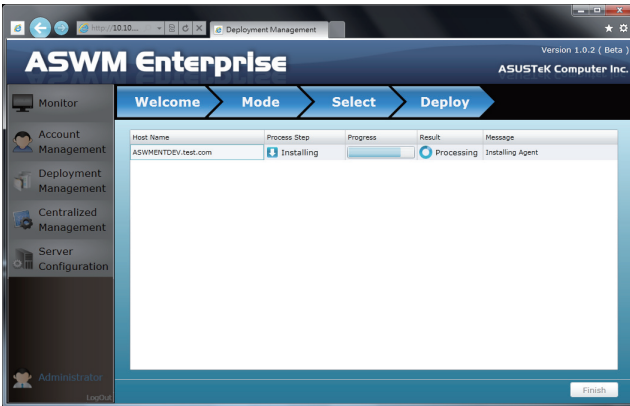 http://10.10...
Deployment Management
Version 1.0.2 ( Beta )
ASWM Enterprise
ASUSTeK Computer Inc.
Monitor
Account
Management
Deployment
Management
Centralized
Management
Server
Configuration
Administrator
LogOut
Welcome
Mode
Select
Deploy
Host Name
Process Step
Progress
Result
Message
ASWMENTDEV.test.com
Installing
Processing
Installing Agent
Finish